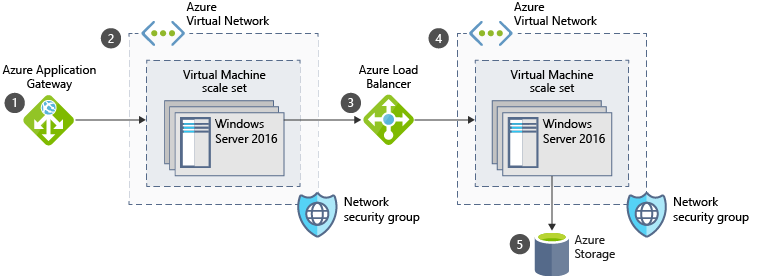 Azure
Virtual Network
2
Azure Application
Gateway
1
Virtual Machine
scale set
Windows
Server 2016
Network
security group
Azure Load
Balancer
3
Azure
Virtual Network
4
Virtual Machine
scale set
Windows
Server 2016
Network
security group
5
Azure
Storage